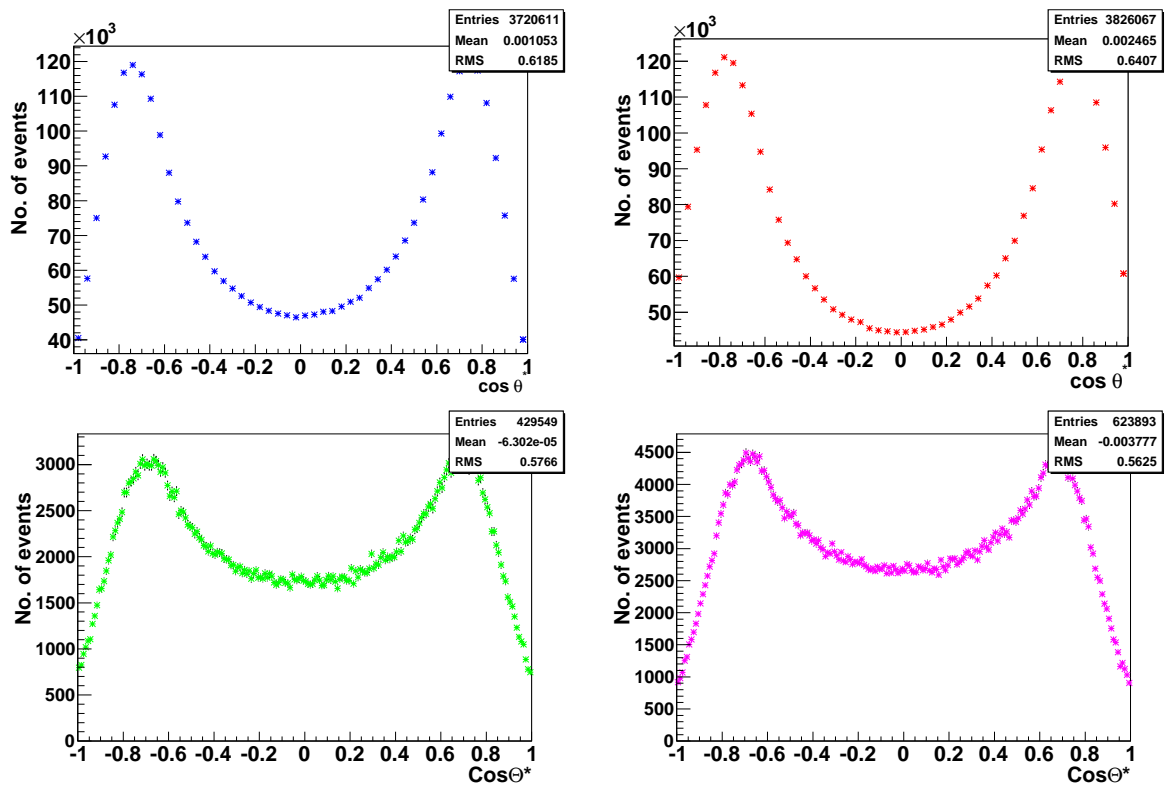 Entries 3720611
Mean 0.001053
RMS 0.6185
×10³
120
100
80
60
40
No. of events
-1 -0.8 -0.6 -0.4 -0.2 0 0.2 0.4 0.6 0.8 1
cos θ*
Entries 3826067
Mean 0.002465
RMS 0.6407
×10³
120
110
100
90
80
70
60
50
No. of events
-1 -0.8 -0.6 -0.4 -0.2 0 0.2 0.4 0.6 0.8 1
cos θ*
Entries 429549
Mean -6.302e-05
RMS 0.5766
3000
2500
2000
1500
1000
500
0
No. of events
-1 -0.8 -0.6 -0.4 -0.2 0 0.2 0.4 0.6 0.8 1
CosΘ*
Entries 623893
Mean -0.003777
RMS 0.5625
4500
4000
3500
3000
2500
2000
1500
1000
500
0
No. of events
-1 -0.8 -0.6 -0.4 -0.2 0 0.2 0.4 0.6 0.8 1
CosΘ*